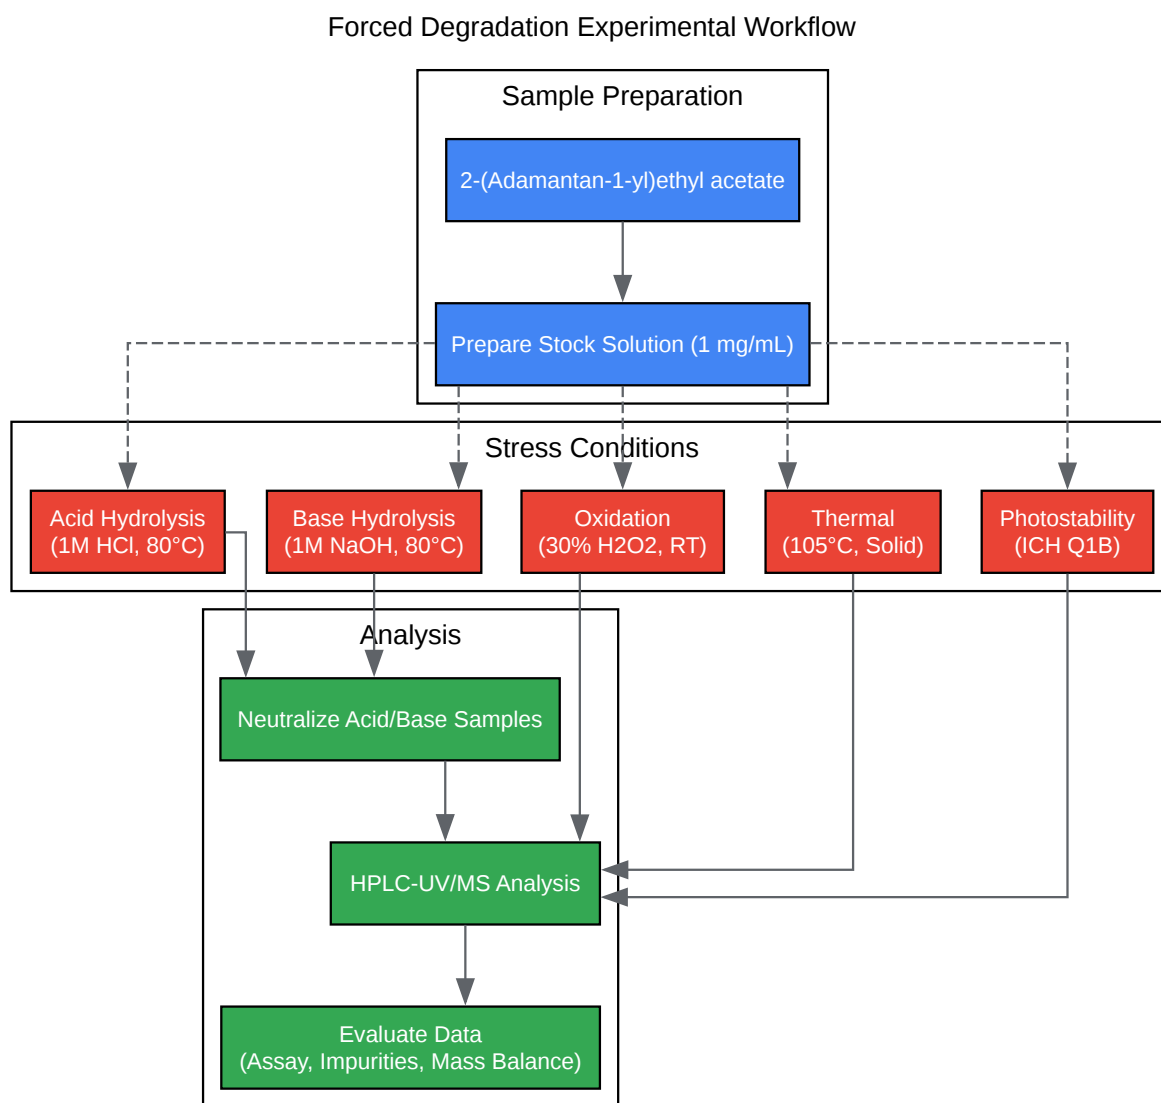 Forced Degradation Experimental Workflow
Sample Preparation
2-(Adamantan-1-yl)ethyl acetate
Prepare Stock Solution (1 mg/mL)
Stress Conditions
Acid Hydrolysis
(1M HCl, 80°C)
Base Hydrolysis
(1M NaOH, 80°C)
Oxidation
(30% H2O2, RT)
Thermal
(105°C, Solid)
Photostability
(ICH Q1B)
Analysis
Neutralize Acid/Base Samples
HPLC-UV/MS Analysis
Evaluate Data
(Assay, Impurities, Mass Balance)